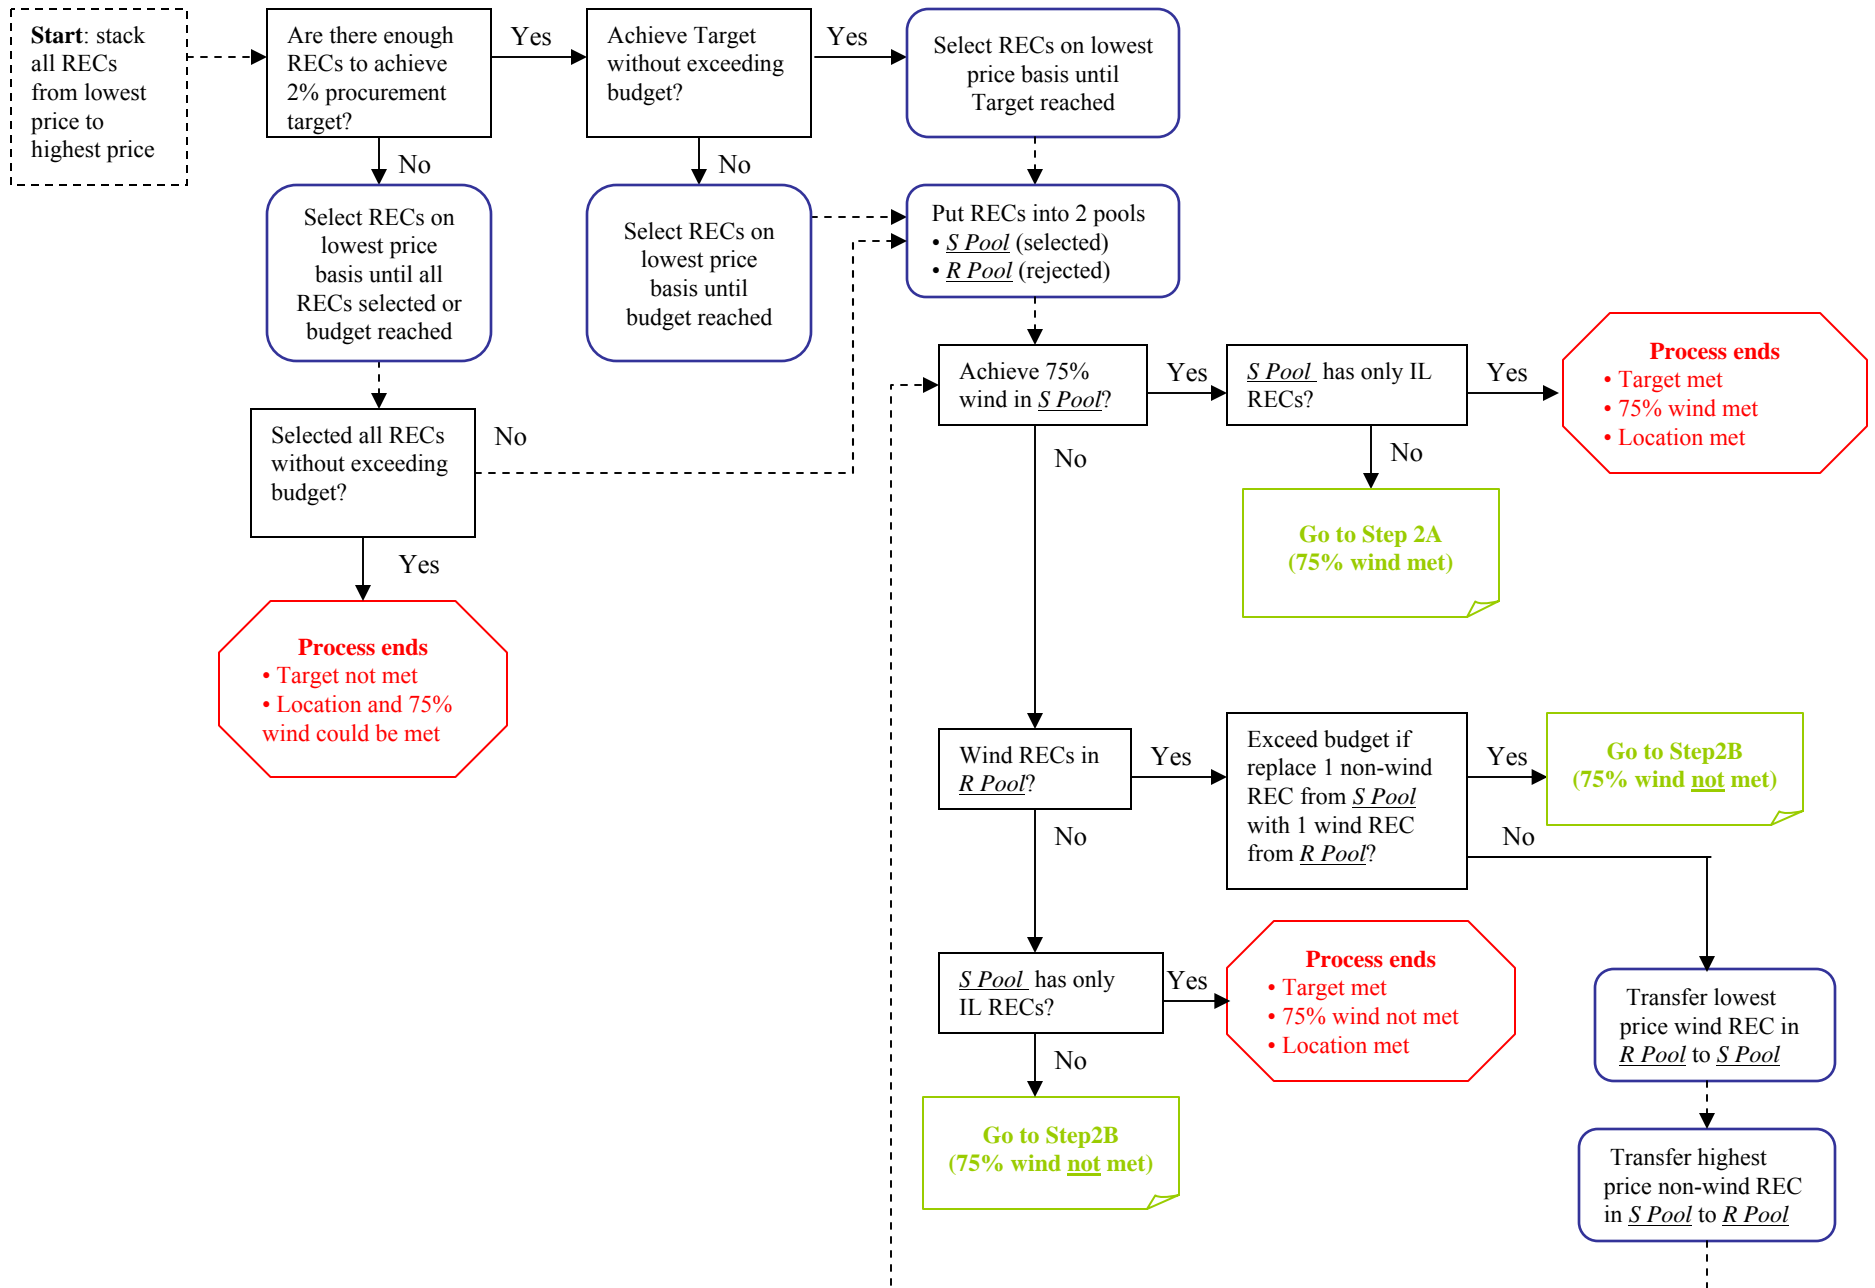 Start: stack
all RECs
from lowest
price to
highest price
Are there enough
RECs to achieve
2% procurement
target?
Yes
Achieve Target
without exceeding
budget?
Yes
Select RECs on lowest
price basis until
Target reached
No
No
Select RECs on
lowest price
basis until all
RECs selected or
budget reached
Select RECs on
lowest price
basis until
budget reached
Put RECs into 2 pools
• S Pool (selected)
• R Pool (rejected)
Selected all RECs
without exceeding
budget?
No
Yes
Process ends
• Target not met
• Location and 75%
wind could be met
Achieve 75%
wind in S Pool?
Yes
S Pool has only IL
RECs?
Yes
Process ends
• Target met
• 75% wind met
• Location met
No
No
Go to Step 2A
(75% wind met)
Wind RECs in
R Pool?
Yes
Exceed budget if
replace 1 non-wind
REC from S Pool
with 1 wind REC
from R Pool?
Yes
Go to Step2B
(75% wind not met)
No
No
S Pool has only
IL RECs?
Yes
Process ends
• Target met
• 75% wind not met
• Location met
No
Go to Step2B
(75% wind not met)
Transfer lowest
price wind REC in
R Pool to S Pool
Transfer highest
price non-wind REC
in S Pool to R Pool